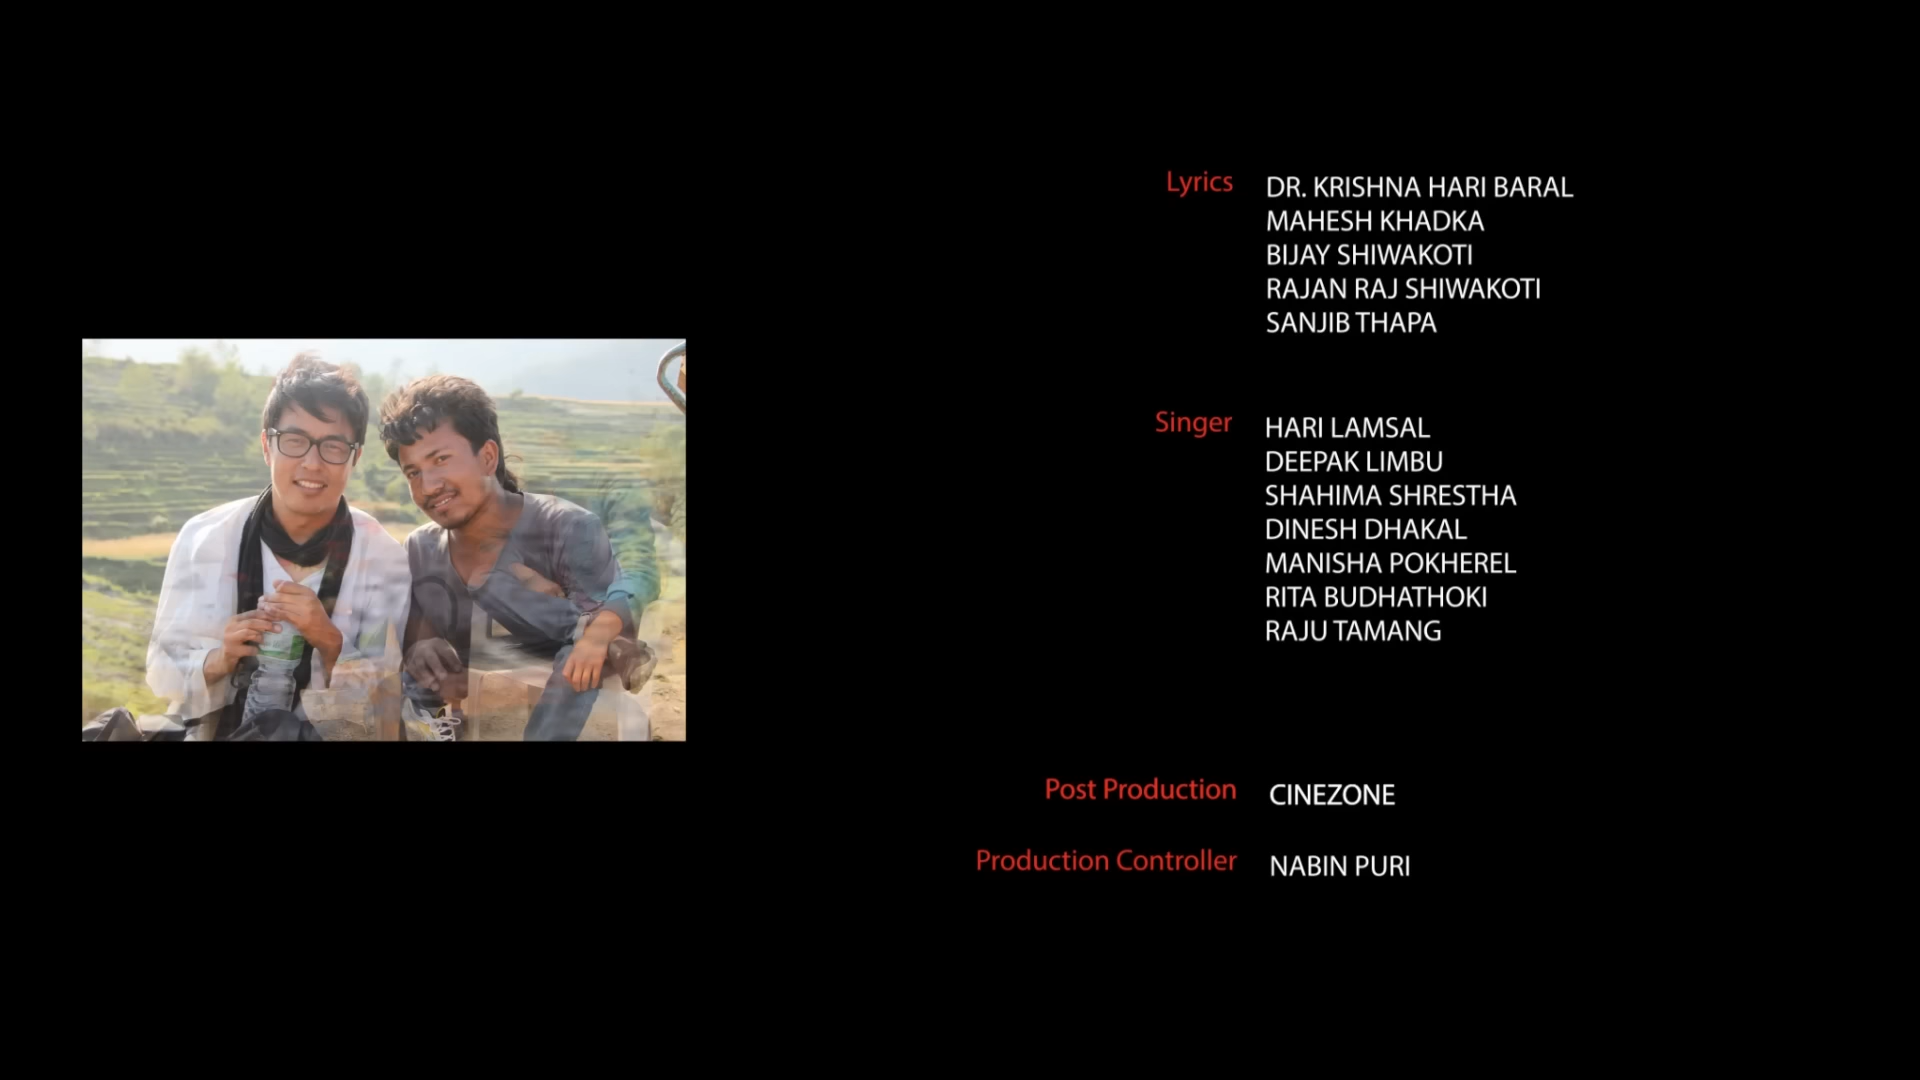 Lyrics DR. KRISHNA HARI BARAL
MAHESH KHADKA
BIJAY SHIWAKOTI
RAJAN RAJ SHIWAKOTI
SANJIB THAPA
Singer HARI LAMSAL
DEEPAK LIMBU
SHAHIMA SHRESTHA
DINESH DHAKAL
MANISHA POKHEREL
RITA BUDHATHOKI
RAJU TAMANG
Post Production CINEZONE
Production Controller NABIN PURI